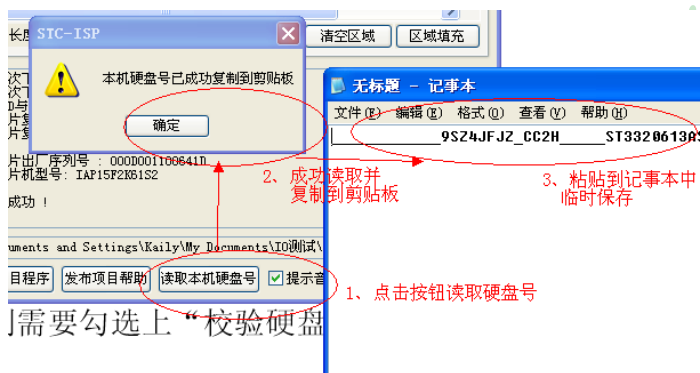 长度
清空区域 区域填充
STC-ISP
本机硬盘号已成功复制到剪贴板
确定
无标题 - 记事本
文件(F) 编辑(E) 格式(O) 查看(V) 帮助(H)
9SZ4JFJZ_CC2H_____ST3320613AS
片出厂序列号 : 000D001100641D
片机型号: IAP15F2K61S2
成功 !
2、成功读取并
复制到剪贴板
3、粘贴到记事本中
临时保存
uments and Settings\Kaily\My Documents\IO测试\
目程序 发布项目帮助 读取本机硬盘号 提示音
1、点击按钮读取硬盘号
需要勾选上“校验硬盘